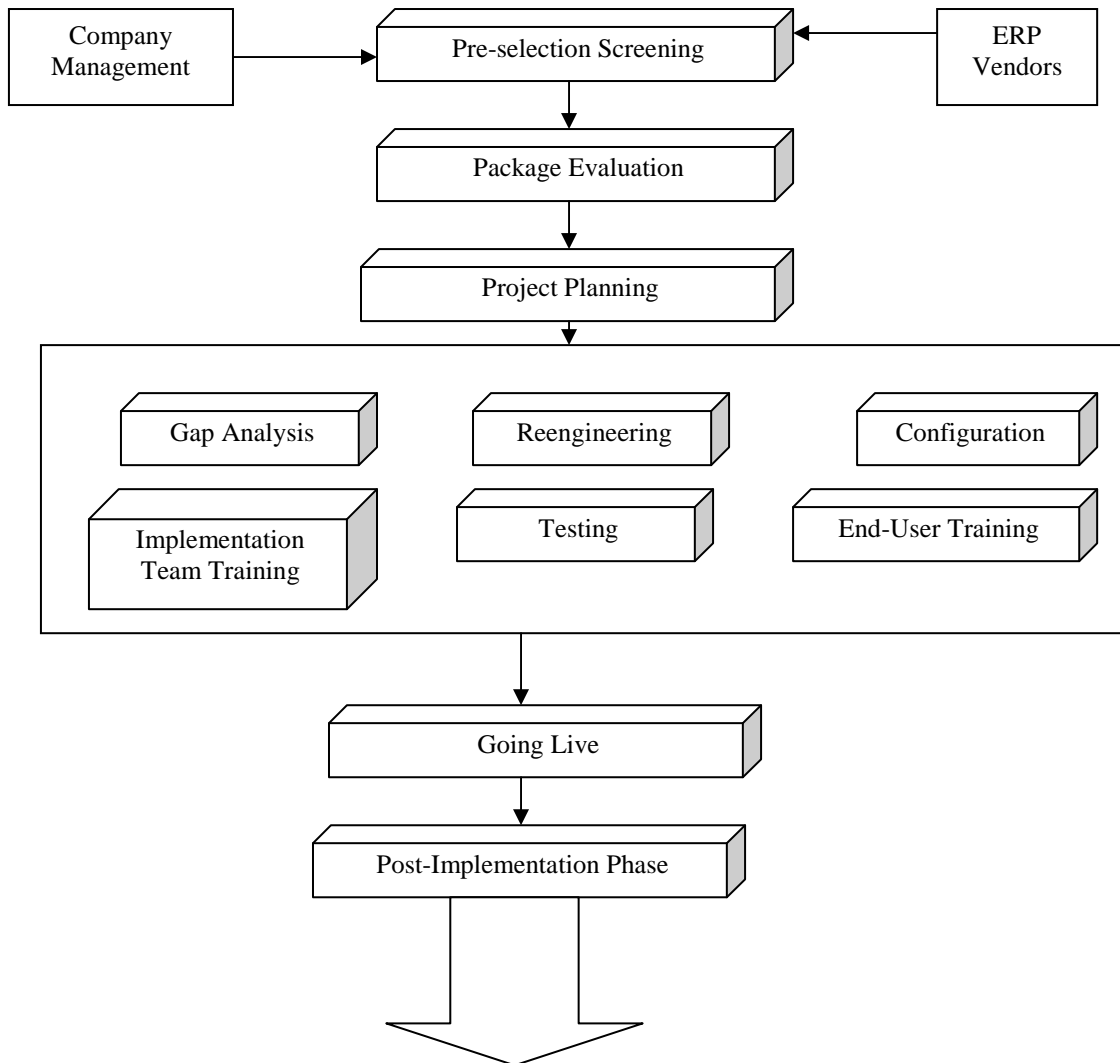 Company
Management
Pre-selection Screening
ERP
Vendors
Package Evaluation
Project Planning
Gap Analysis
Reengineering
Configuration
Implementation
Team Training
Testing
End-User Training
Going Live
Post-Implementation Phase